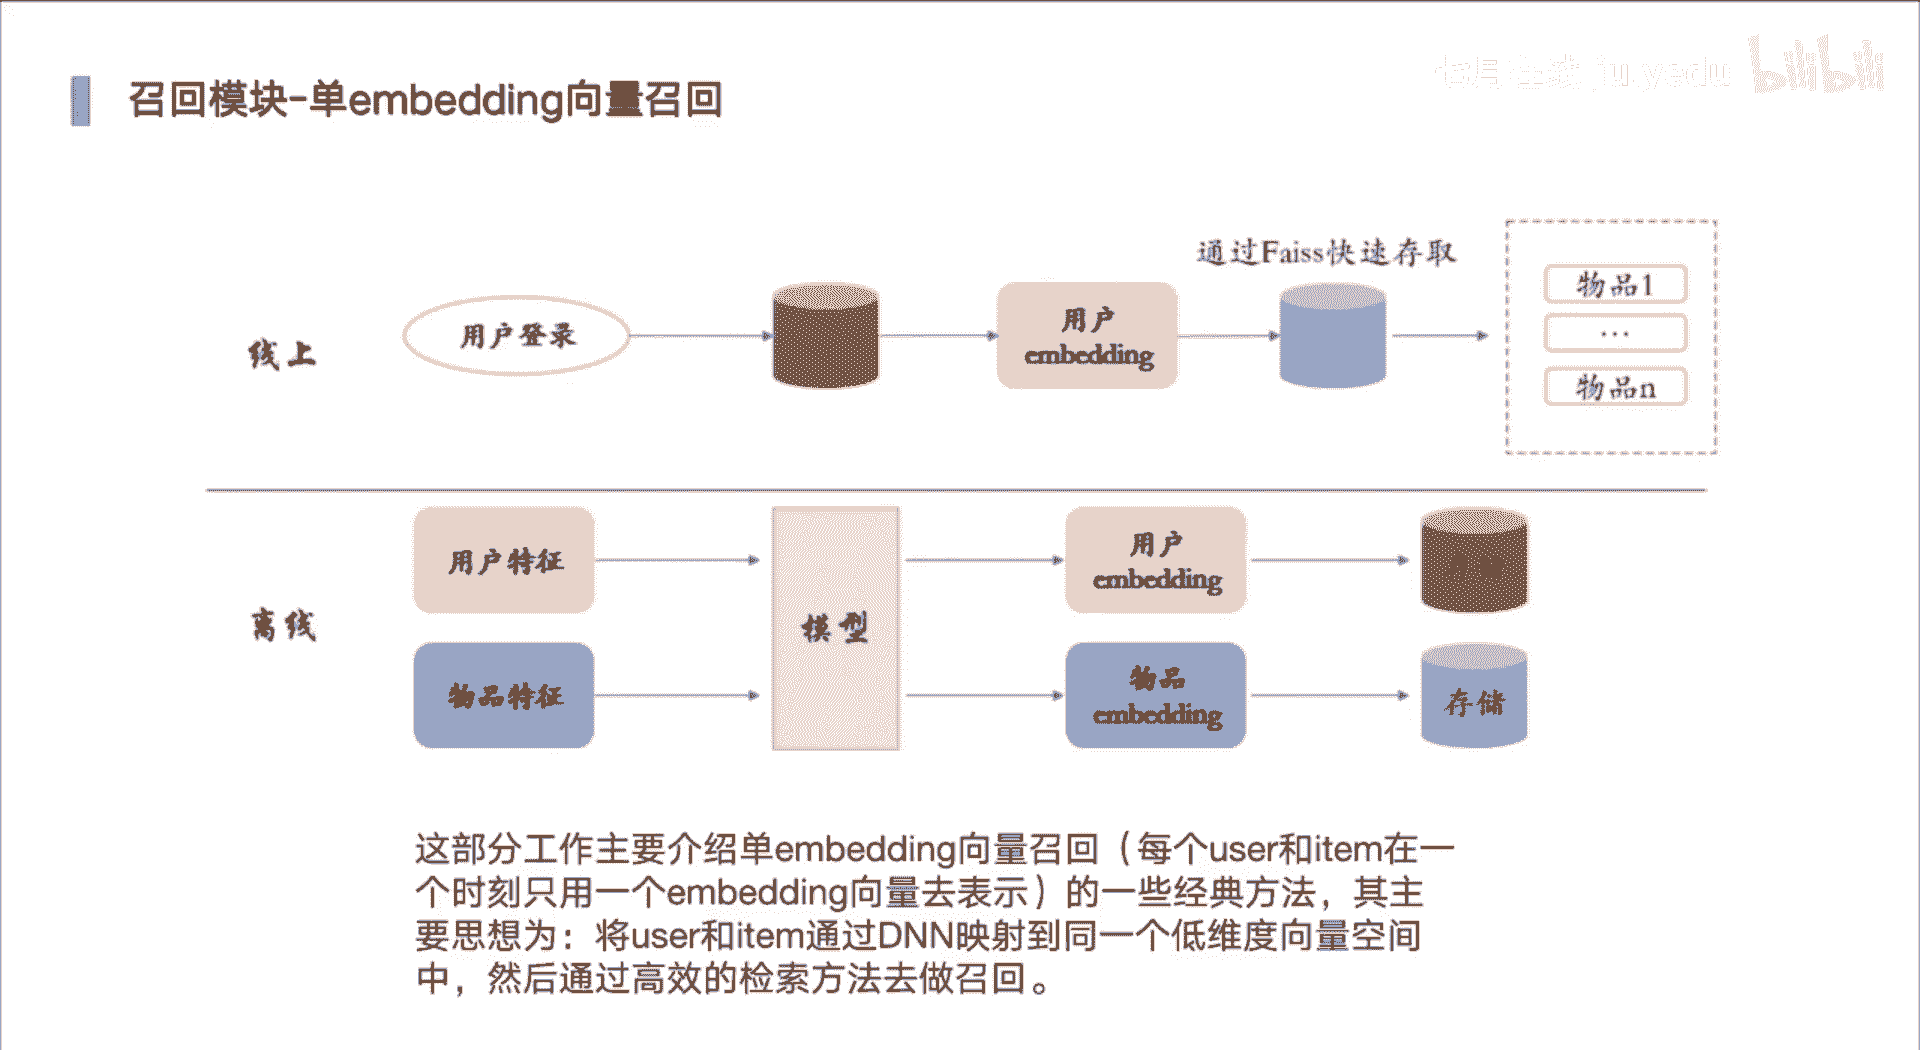 召回模块-单embedding向量召回
七月在线 julyedu
bilibili
通过Faiss快速存取
用户登录
用户
embedding
物品1
...
物品n
线上
用户特征
用户
embedding
模型
离线
物品特征
物品
embedding
存储
这部分工作主要介绍单embedding向量召回（每个user和item在一
个时刻只用一个embedding向量去表示）的一些经典方法，其主
要思想为：将user和item通过DNN映射到同一个低维度向量空间
中，然后通过高效的检索方法去做召回。